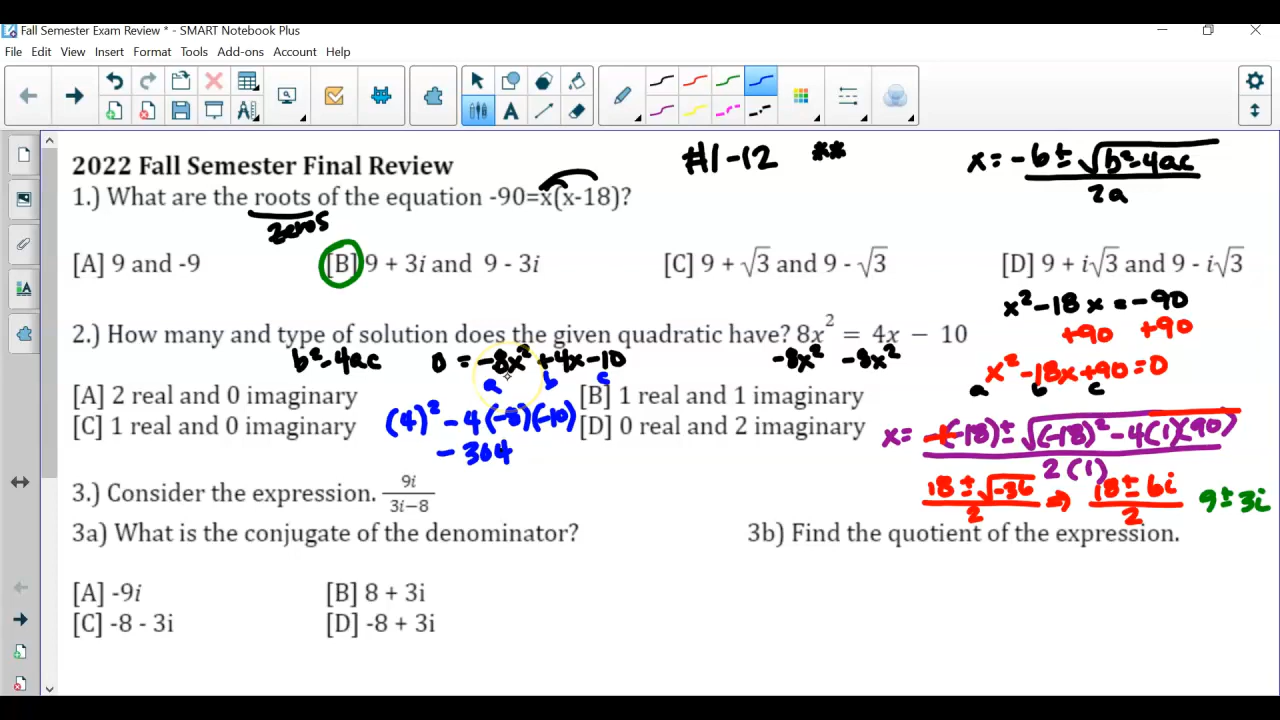 Fall Semester Exam Review * - SMART Notebook Plus
File Edit View Insert Format Tools Add-ons Account Help
2022 Fall Semester Final Review
#1-12 **
x = -b ± √b²-4ac
2a
1.) What are the roots of the equation -90=x(x-18)?
zeros
[A] 9 and -9 [B] 9 + 3i and 9 - 3i [C] 9 + √3 and 9 - √3 [D] 9 + i√3 and 9 - i√3
x² -18x = -90
+90 +90
x² -18x +90 = 0
a b c
x = -(-18) ± √(-18)² -4(1)(90)
2(1)
18 ± √-36 ⇒ 18 ± 6i 9 ± 3i
2 2
2.) How many and type of solution does the given quadratic have? 8x² = 4x − 10
b²-4ac 0 = -8x² +4x -10 -8x² -8x²
a b c
[A] 2 real and 0 imaginary [B] 1 real and 1 imaginary
[C] 1 real and 0 imaginary [D] 0 real and 2 imaginary
(4)² - 4(-8)(-10)
- 304
3.) Consider the expression. 9i/3i−8
3a) What is the conjugate of the denominator? 3b) Find the quotient of the expression.
[A] -9i [B] 8 + 3i
[C] -8 - 3i [D] -8 + 3i